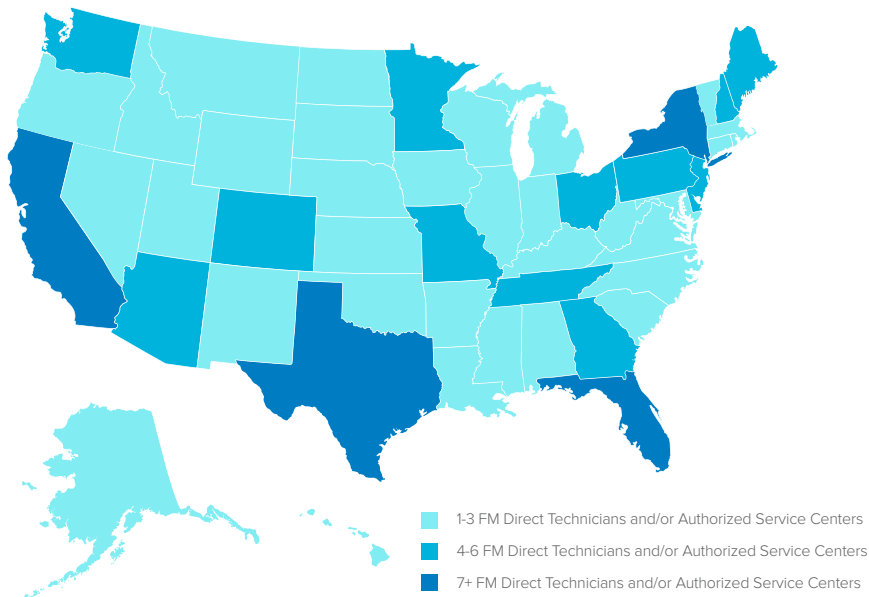 1-3 FM Direct Technicians and/or Authorized Service Centers
4-6 FM Direct Technicians and/or Authorized Service Centers
7+ FM Direct Technicians and/or Authorized Service Centers